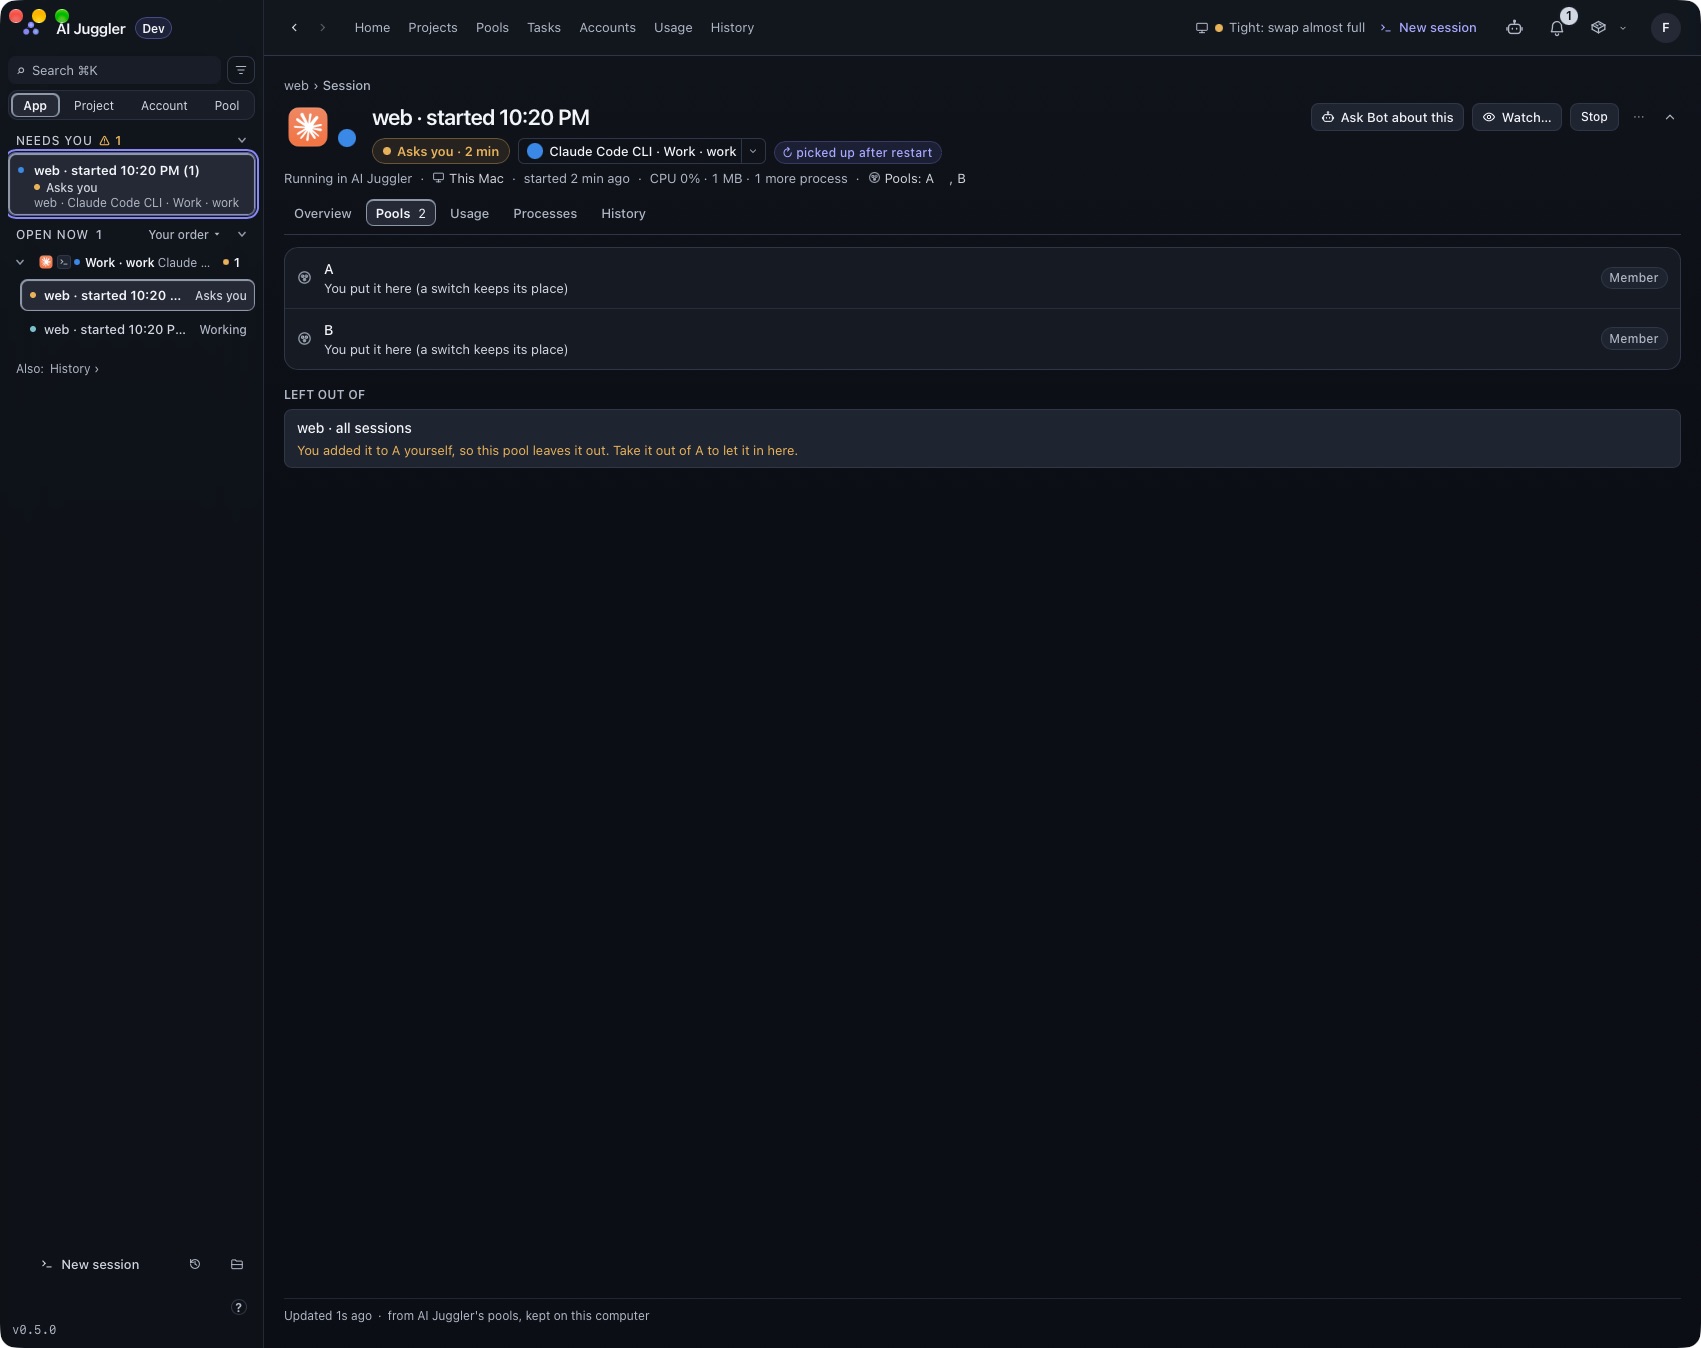 AI Juggler Dev
Search ⌘K
App Project Account Pool
NEEDS YOU 1
web · started 10:20 PM (1)
Asks you
web · Claude Code CLI · Work · work
OPEN NOW 1 Your order
Work · work Claude ... 1
web · started 10:20 ... Asks you
web · started 10:20 P... Working
Also: History ›
New session
?
v0.5.0
‹ › Home Projects Pools Tasks Accounts Usage History
Tight: swap almost full
New session
1
F
web › Session
web · started 10:20 PM
Ask Bot about this Watch... Stop ···
Asks you · 2 min
Claude Code CLI · Work · work
picked up after restart
Running in AI Juggler · This Mac · started 2 min ago · CPU 0% · 1 MB · 1 more process · Pools: A , B
Overview Pools 2 Usage Processes History
A
You put it here (a switch keeps its place)
Member
B
You put it here (a switch keeps its place)
Member
LEFT OUT OF
web · all sessions
You added it to A yourself, so this pool leaves it out. Take it out of A to let it in here.
Updated 1s ago · from AI Juggler's pools, kept on this computer